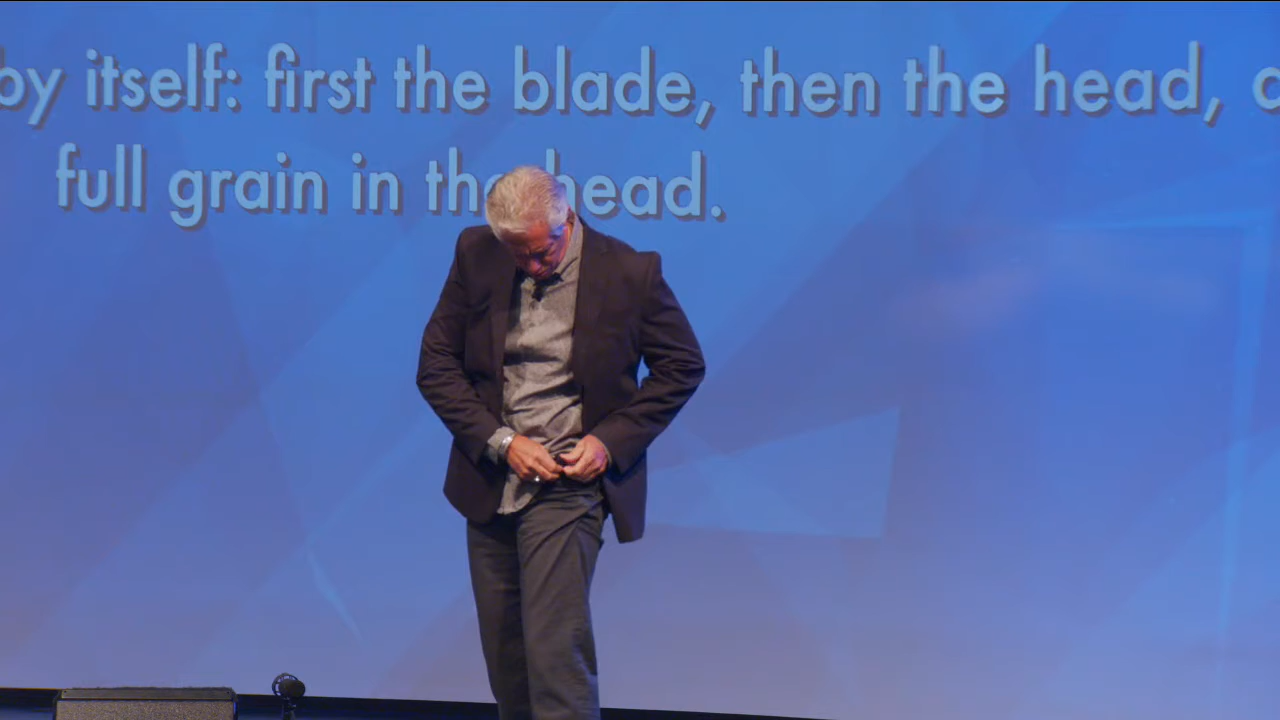 by itself: first the blade, then the head,
full grain in the head.